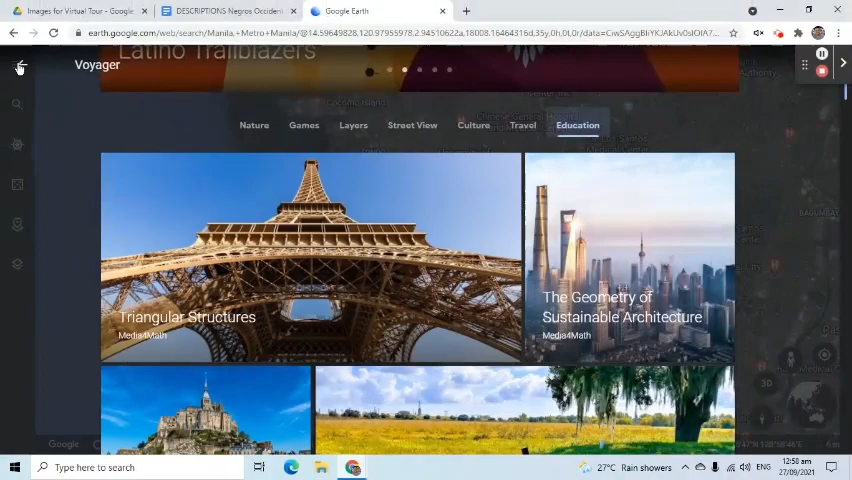 Images for Virtual Tour - Google
DESCRIPTIONS Negros Occident
Google Earth
earth.google.com/web/search/Manila,+Metro+Manila/@14.59649828,120.97955978,2.94510622a,18008.16464316d,35y,0h,0t,0r/data=CiwSAggBIiYKJAkUv0sIOIA7...
Latino Trailblazers
Voyager
Nature
Games
Layers
Street View
Culture
Travel
Education
BAGUMBAY
Triangular Structures
Media4Math
The Geometry of
Sustainable Architecture
Media4Math
3D
Google
Type here to search
27°C Rain showers
ENG
12:58 am
27/09/2021